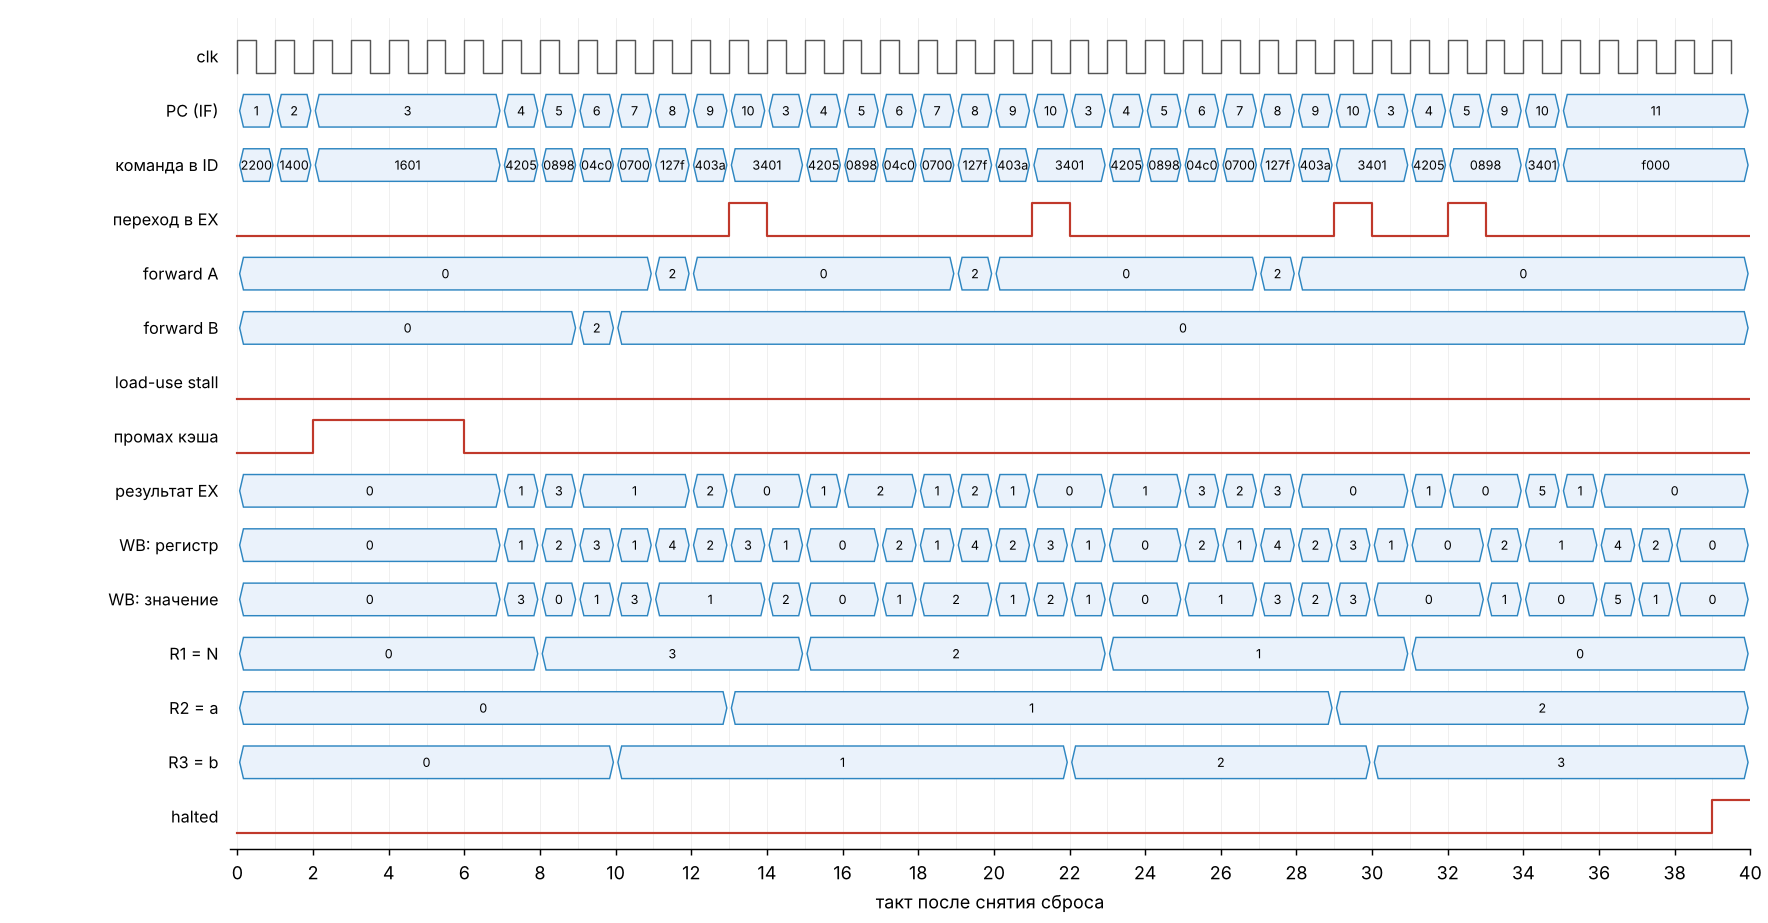 clk
PC (IF) 1 2 3 4 5 6 7 8 9 10 3 4 5 6 7 8 9 10 3 4 5 6 7 8 9 10 3 4 5 9 10 11
команда в ID 2200 1400 1601 4205 0898 04c0 0700 127f 403a 3401 4205 0898 04c0 0700 127f 403a 3401 4205 0898 04c0 0700 127f 403a 3401 4205 0898 3401 f000
переход в EX
forward A 0 2 0 2 0 2 0
forward B 0 2 0
load-use stall
промах кэша
результат EX 0 1 3 1 2 0 1 2 1 2 1 0 1 3 2 3 0 1 0 5 1 0
WB: регистр 0 1 2 3 1 4 2 3 1 0 2 1 4 2 3 1 0 2 1 4 2 3 1 0 2 1 4 2 0
WB: значение 0 3 0 1 3 1 2 0 1 2 1 2 1 0 1 3 2 3 0 1 0 5 1 0
R1 = N 0 3 2 1 0
R2 = a 0 1 2
R3 = b 0 1 2 3
halted
0 2 4 6 8 10 12 14 16 18 20 22 24 26 28 30 32 34 36 38 40
такт после снятия сброса